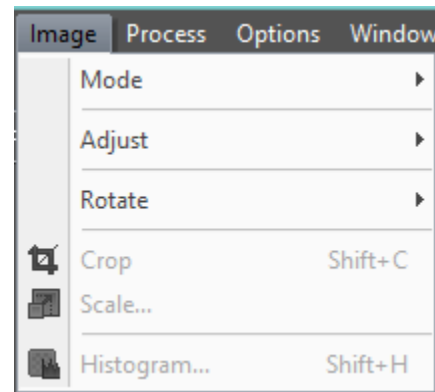 Image Process Options Window
Mode
Adjust
Rotate
Crop Shift+C
Scale...
Histogram... Shift+H